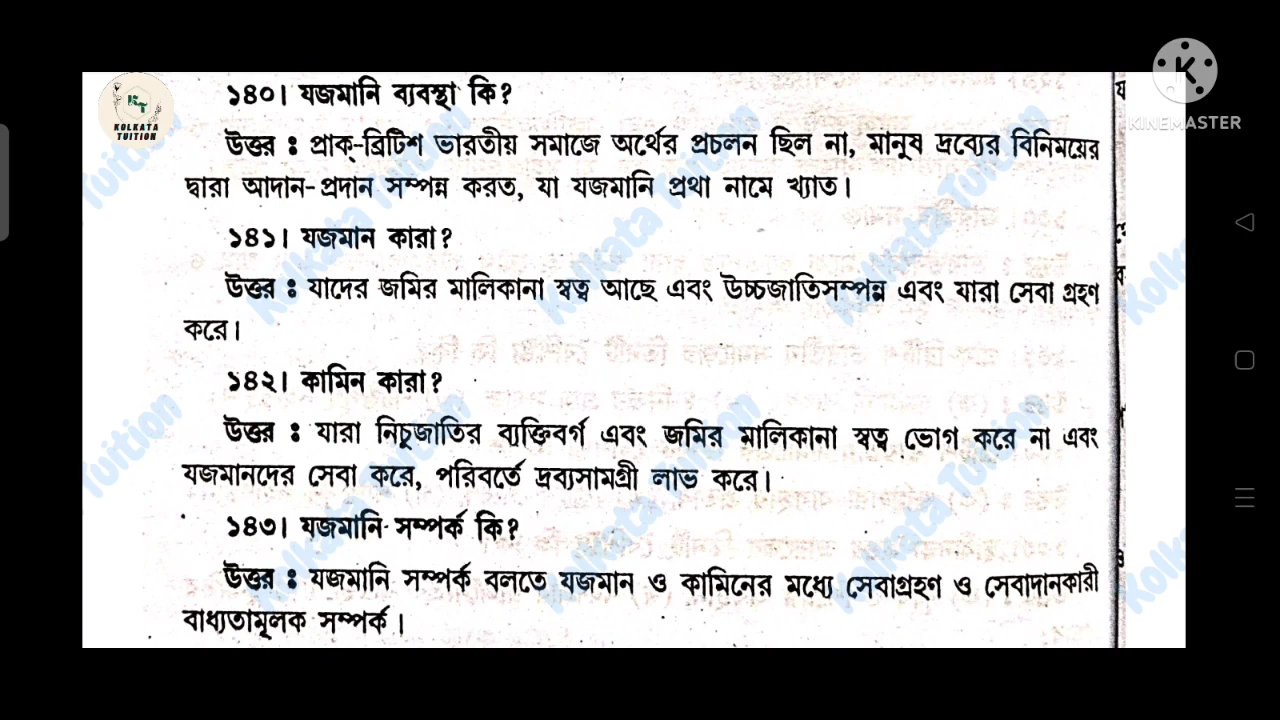 ১৪০। যজমানি ব্যবস্থা কি?
উত্তর : প্রাক্-ব্রিটিশ ভারতীয় সমাজে অর্থের প্রচলন ছিল না, মানুষ দ্রব্যের বিনিময়ের
দ্বারা আদান-প্রদান সম্পন্ন করত, যা যজমানি প্রথা নামে খ্যাত।
১৪১। যজমান কারা?
উত্তর : যাদের জমির মালিকানা স্বত্ব আছে এবং উচ্চজাতিসম্পন্ন এবং যারা সেবা গ্রহণ
করে।
১৪২। কামিন কারা?
উত্তর : যারা নিচুজাতির ব্যক্তিবর্গ এবং জমির মালিকানা স্বত্ব ভোগ করে না এবং
যজমানদের সেবা করে, পরিবর্তে দ্রব্যসামগ্রী লাভ করে।
১৪৩। যজমানি সম্পর্ক কি?
উত্তর : যজমানি সম্পর্ক বলতে যজমান ও কামিনের মধ্যে সেবাগ্রহণ ও সেবাদানকারী
বাধ্যতামূলক সম্পর্ক।
KOLKATA
TUITION
KINEMASTER
Kolkata Tuition